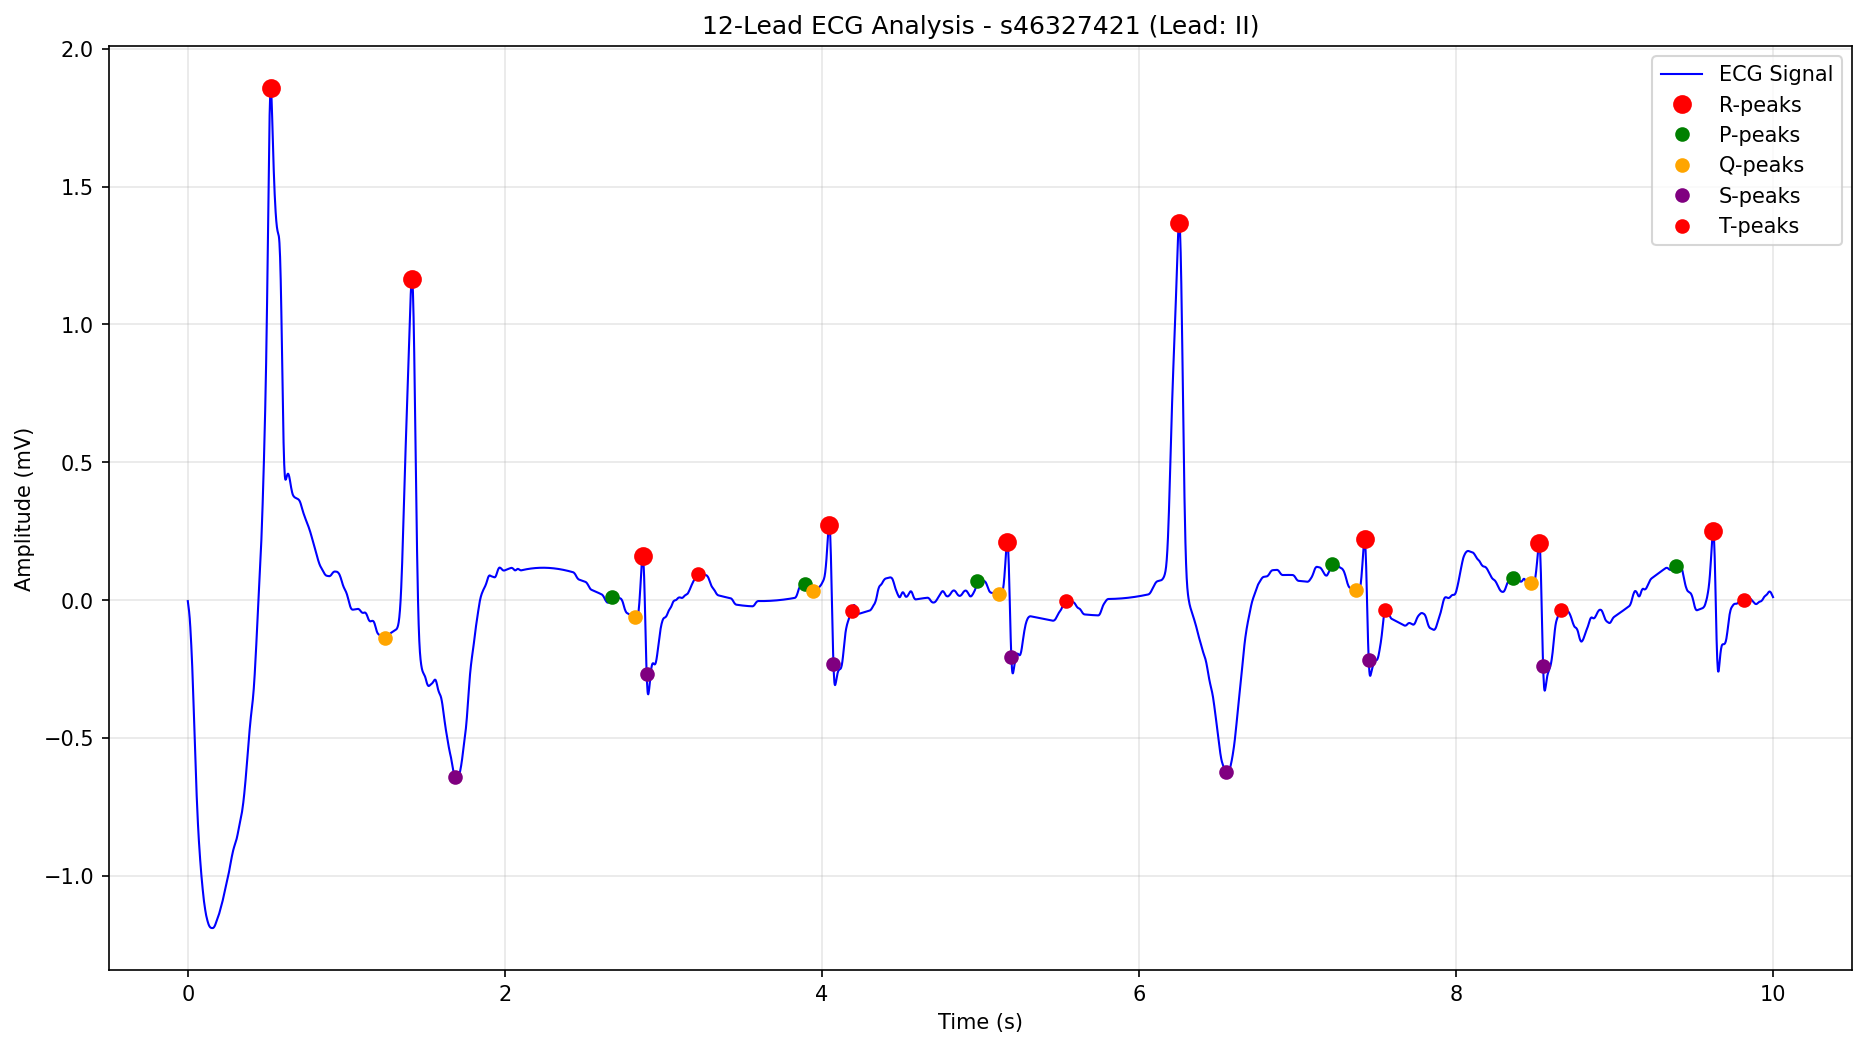 12-Lead ECG Analysis - s46327421 (Lead: II)
ECG Signal
R-peaks
P-peaks
Q-peaks
S-peaks
T-peaks
Amplitude (mV)
2.0
1.5
1.0
0.5
0.0
−0.5
−1.0
0 2 4 6 8 10
Time (s)